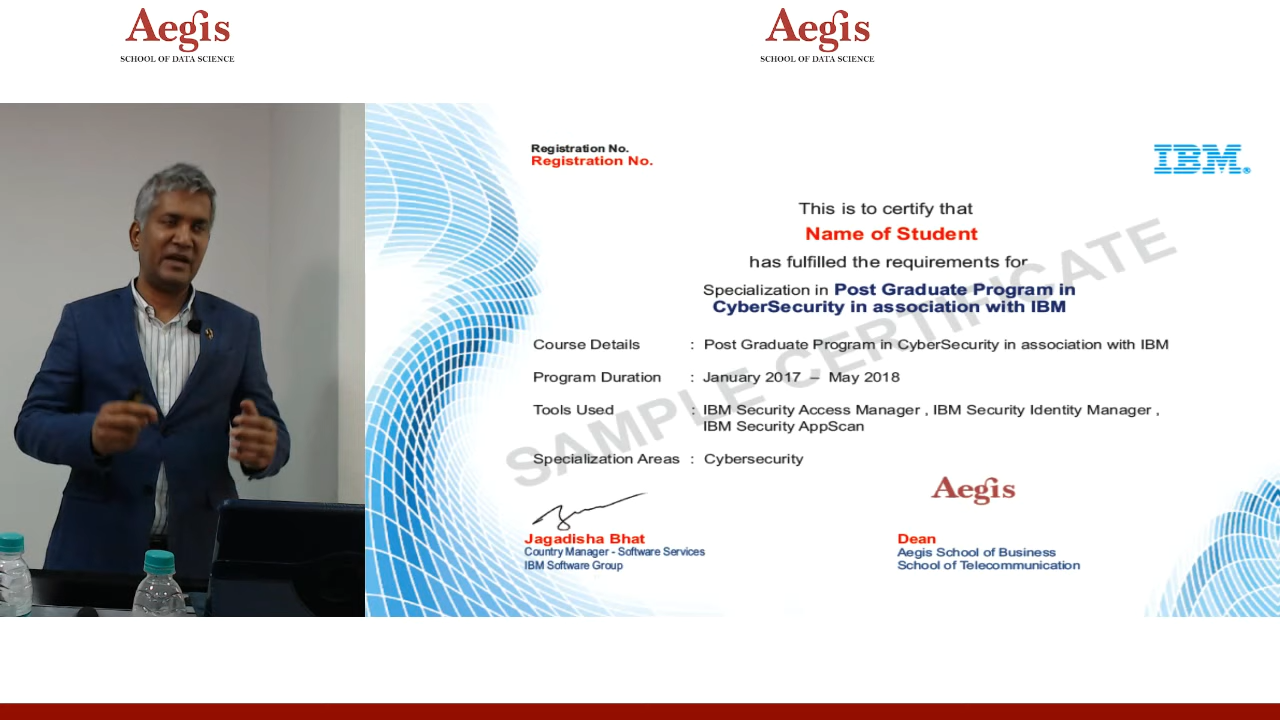 Aegis
SCHOOL OF DATA SCIENCE
Aegis
SCHOOL OF DATA SCIENCE
Registration No.
Registration No.
IBM®
This is to certify that
Name of Student
has fulfilled the requirements for
Specialization in Post Graduate Program in
CyberSecurity in association with IBM
Course Details : Post Graduate Program in CyberSecurity in association with IBM
Program Duration : January 2017 – May 2018
Tools Used : IBM Security Access Manager , IBM Security Identity Manager ,
IBM Security AppScan
Specialization Areas : Cybersecurity
SAMPLE CERTIFICATE
Aegis
Jagadisha Bhat
Country Manager - Software Services
IBM Software Group
Dean
Aegis School of Business
School of Telecommunication